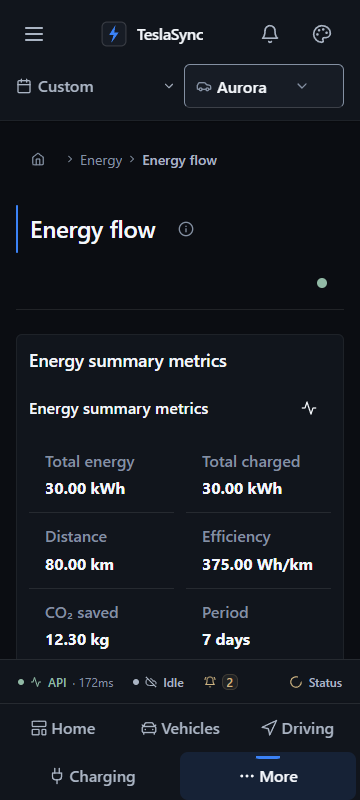 TeslaSync
Custom Aurora
Energy Energy flow
Energy flow
Energy summary metrics
Energy summary metrics
Total energy Total charged
30.00 kWh 30.00 kWh
Distance Efficiency
80.00 km 375.00 Wh/km
CO₂ saved Period
12.30 kg 7 days
API · 172ms Idle 2 Status
Home Vehicles Driving
Charging More